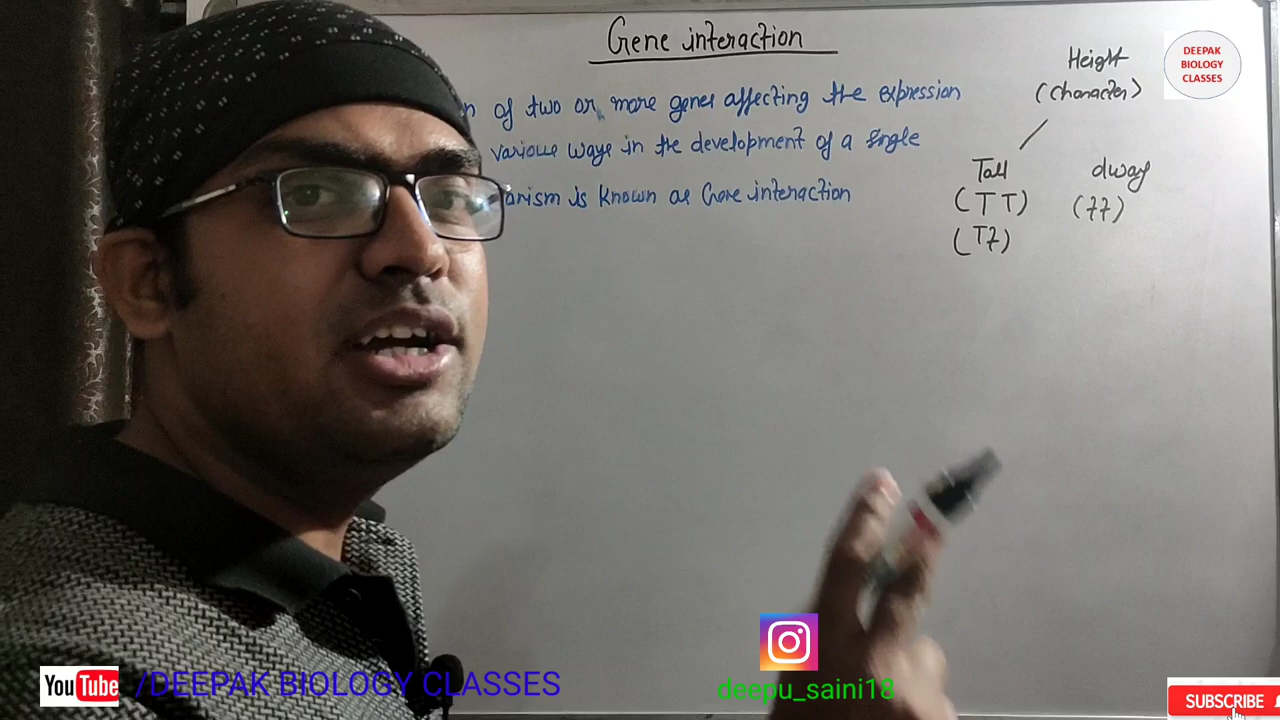 Gene interaction
of two or more genes affecting the expression
various ways in the development of a single
anism is known as Gene interaction
Height
(character)
Tall
dwarf
(TT)
(tt)
(Tt)
DEEPAK
BIOLOGY
CLASSES
YouTube /DEEPAK BIOLOGY CLASSES
deepu_saini18
SUBSCRIBE